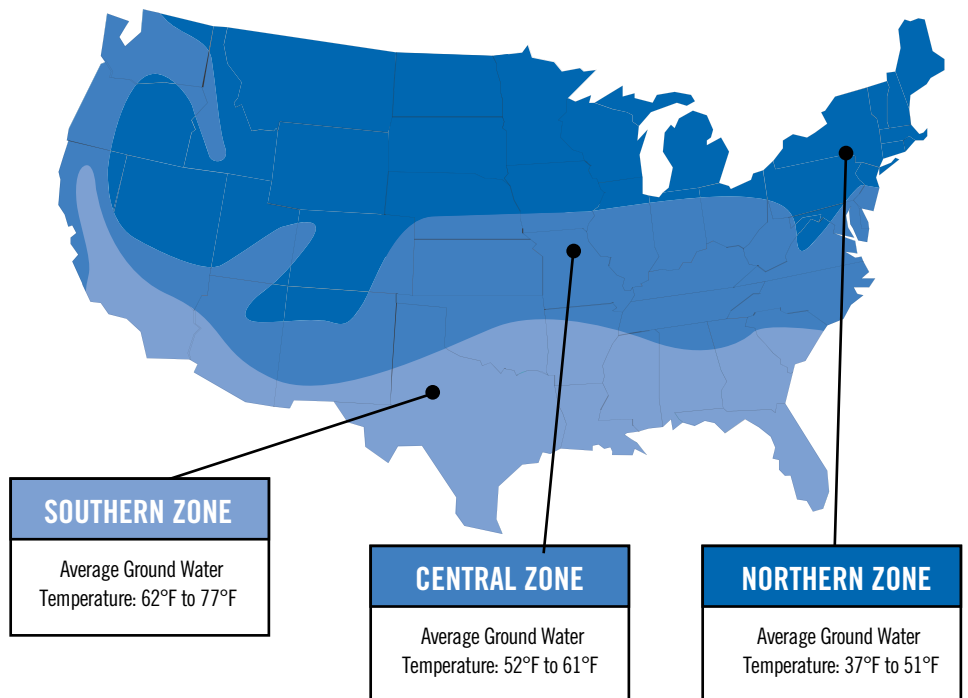 SOUTHERN ZONE
Average Ground Water
Temperature: 62°F to 77°F
CENTRAL ZONE
Average Ground Water
Temperature: 52°F to 61°F
NORTHERN ZONE
Average Ground Water
Temperature: 37°F to 51°F